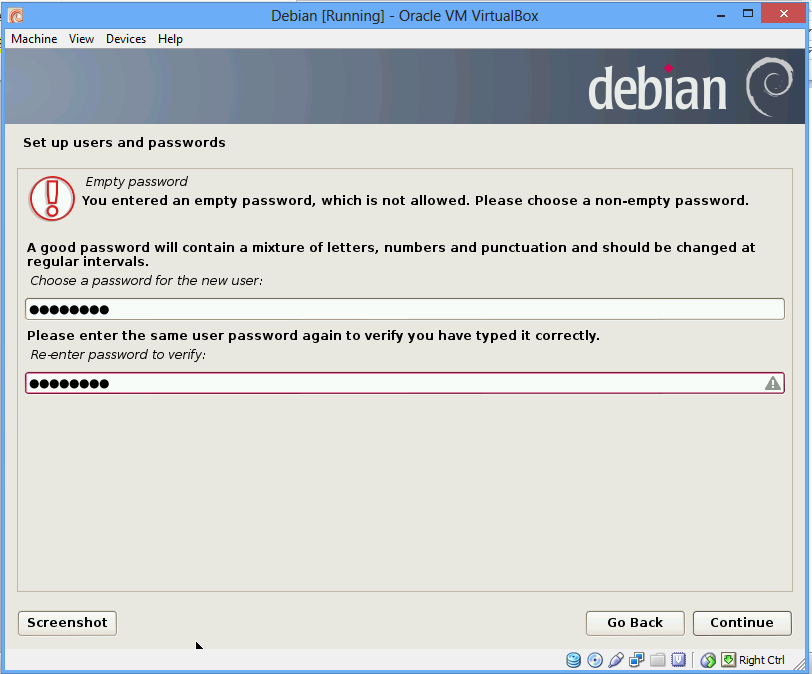 Debian [Running] - Oracle VM VirtualBox
Machine View Devices Help
debian
Set up users and passwords
Empty password
You entered an empty password, which is not allowed. Please choose a non-empty password.
A good password will contain a mixture of letters, numbers and punctuation and should be changed at
regular intervals.
Choose a password for the new user:
●●●●●●●●
Please enter the same user password again to verify you have typed it correctly.
Re-enter password to verify:
●●●●●●●●
Screenshot Go Back Continue
Right Ctrl